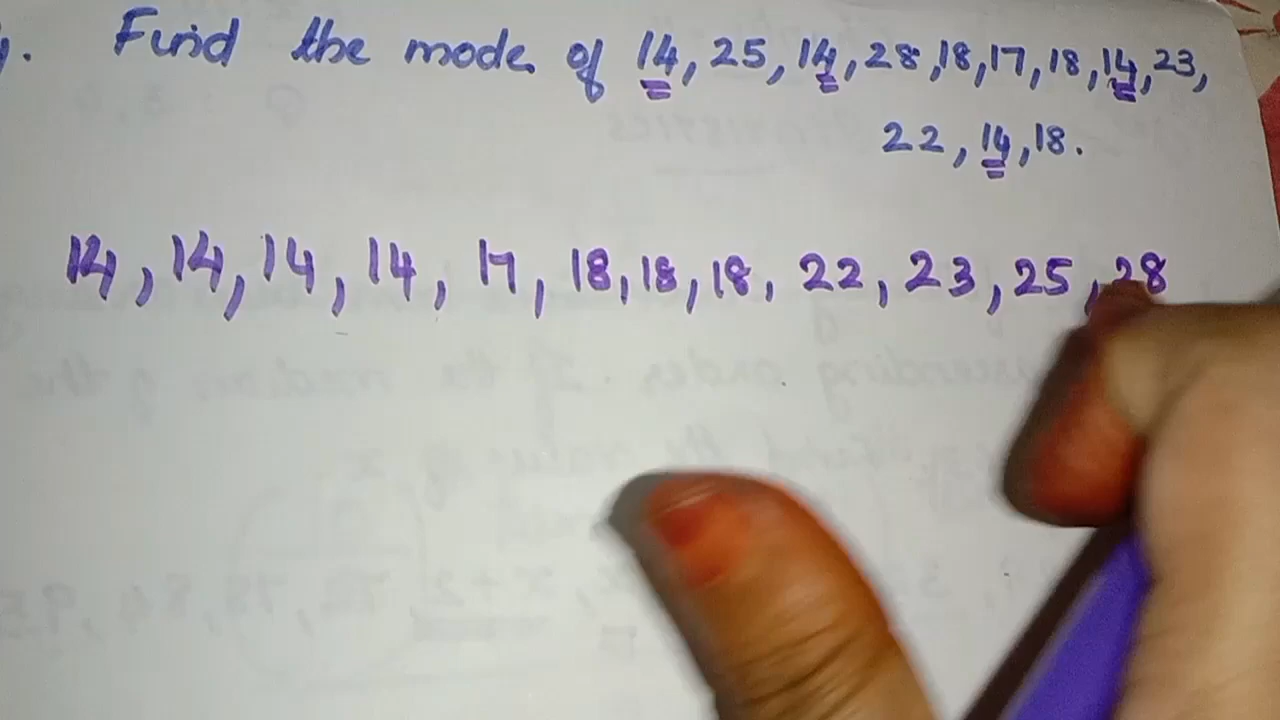 Find the mode of 14, 25, 14, 28, 18, 17, 18, 14, 23,
22, 14, 18.
14, 14, 14, 14, 17, 18, 18, 18, 22, 23, 25, 28